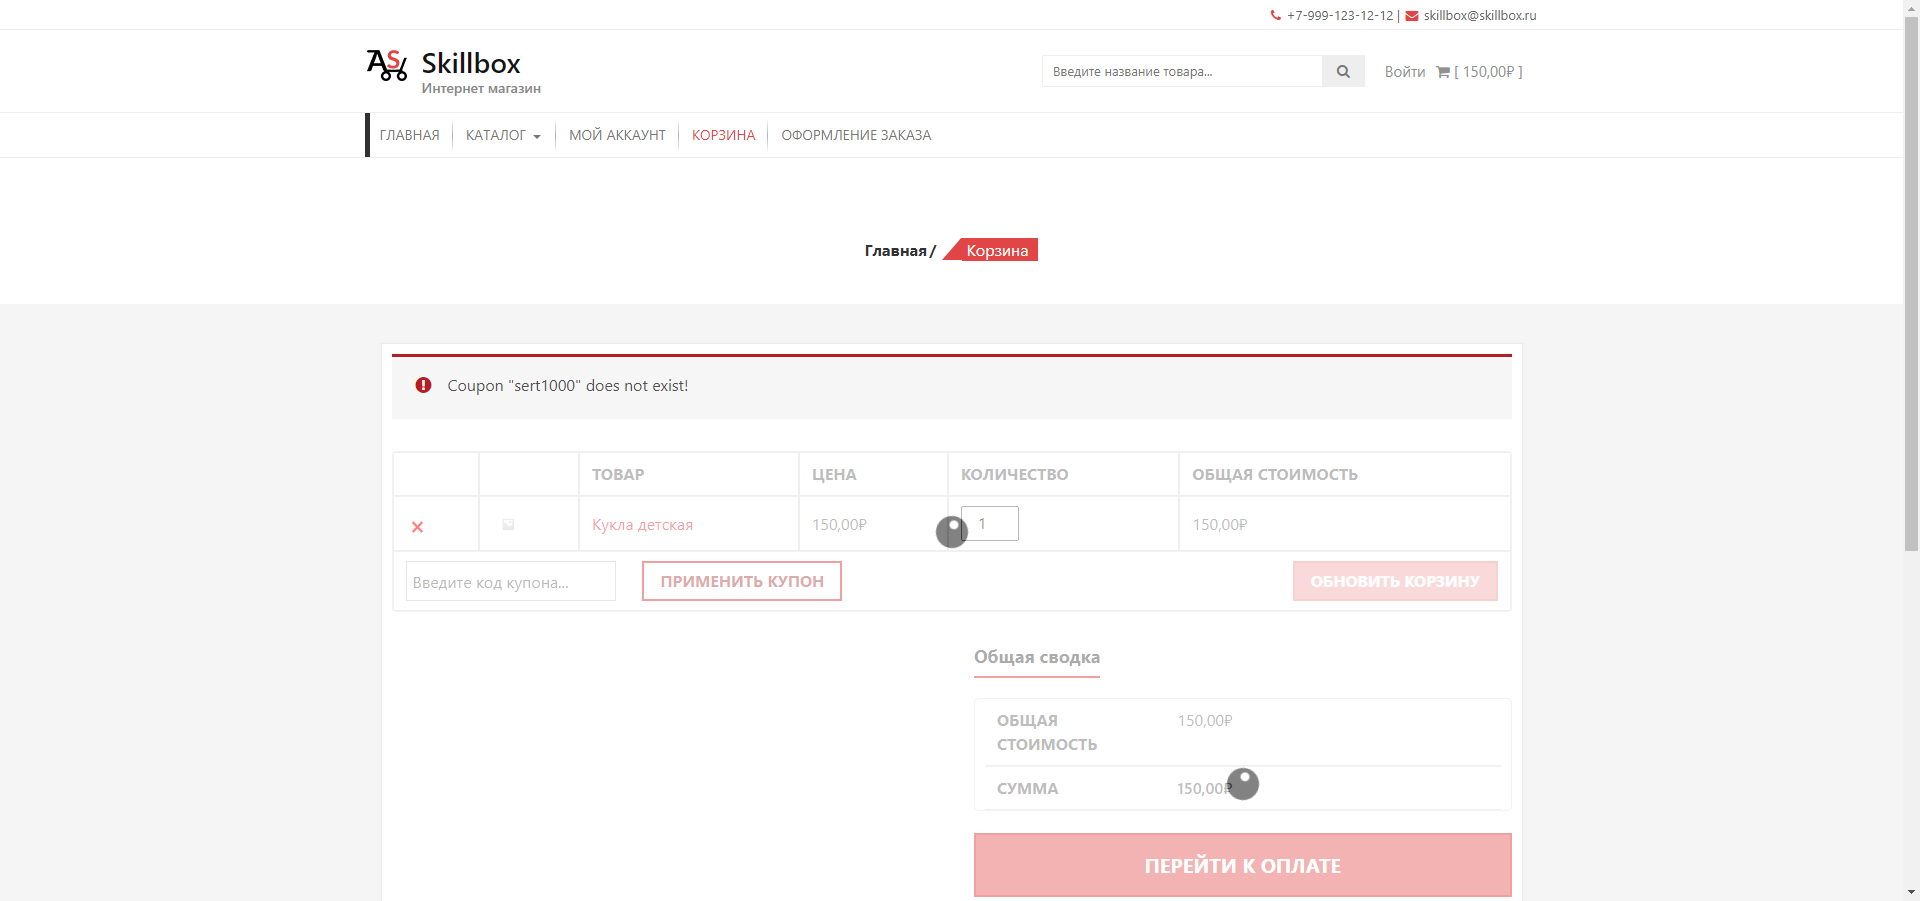 +7-999-123-12-12 | skillbox@skillbox.ru
AS Skillbox
Интернет магазин
Введите название товара...
Войти [ 150,00₽ ]
ГЛАВНАЯ КАТАЛОГ МОЙ АККАУНТ КОРЗИНА ОФОРМЛЕНИЕ ЗАКАЗА
Главная / Корзина
Coupon "sert1000" does not exist!
ТОВАР ЦЕНА КОЛИЧЕСТВО ОБЩАЯ СТОИМОСТЬ
Кукла детская 150,00₽ 1 150,00₽
Введите код купона... ПРИМЕНИТЬ КУПОН ОБНОВИТЬ КОРЗИНУ
Общая сводка
ОБЩАЯ СТОИМОСТЬ 150,00₽
СУММА 150,00₽
ПЕРЕЙТИ К ОПЛАТЕ